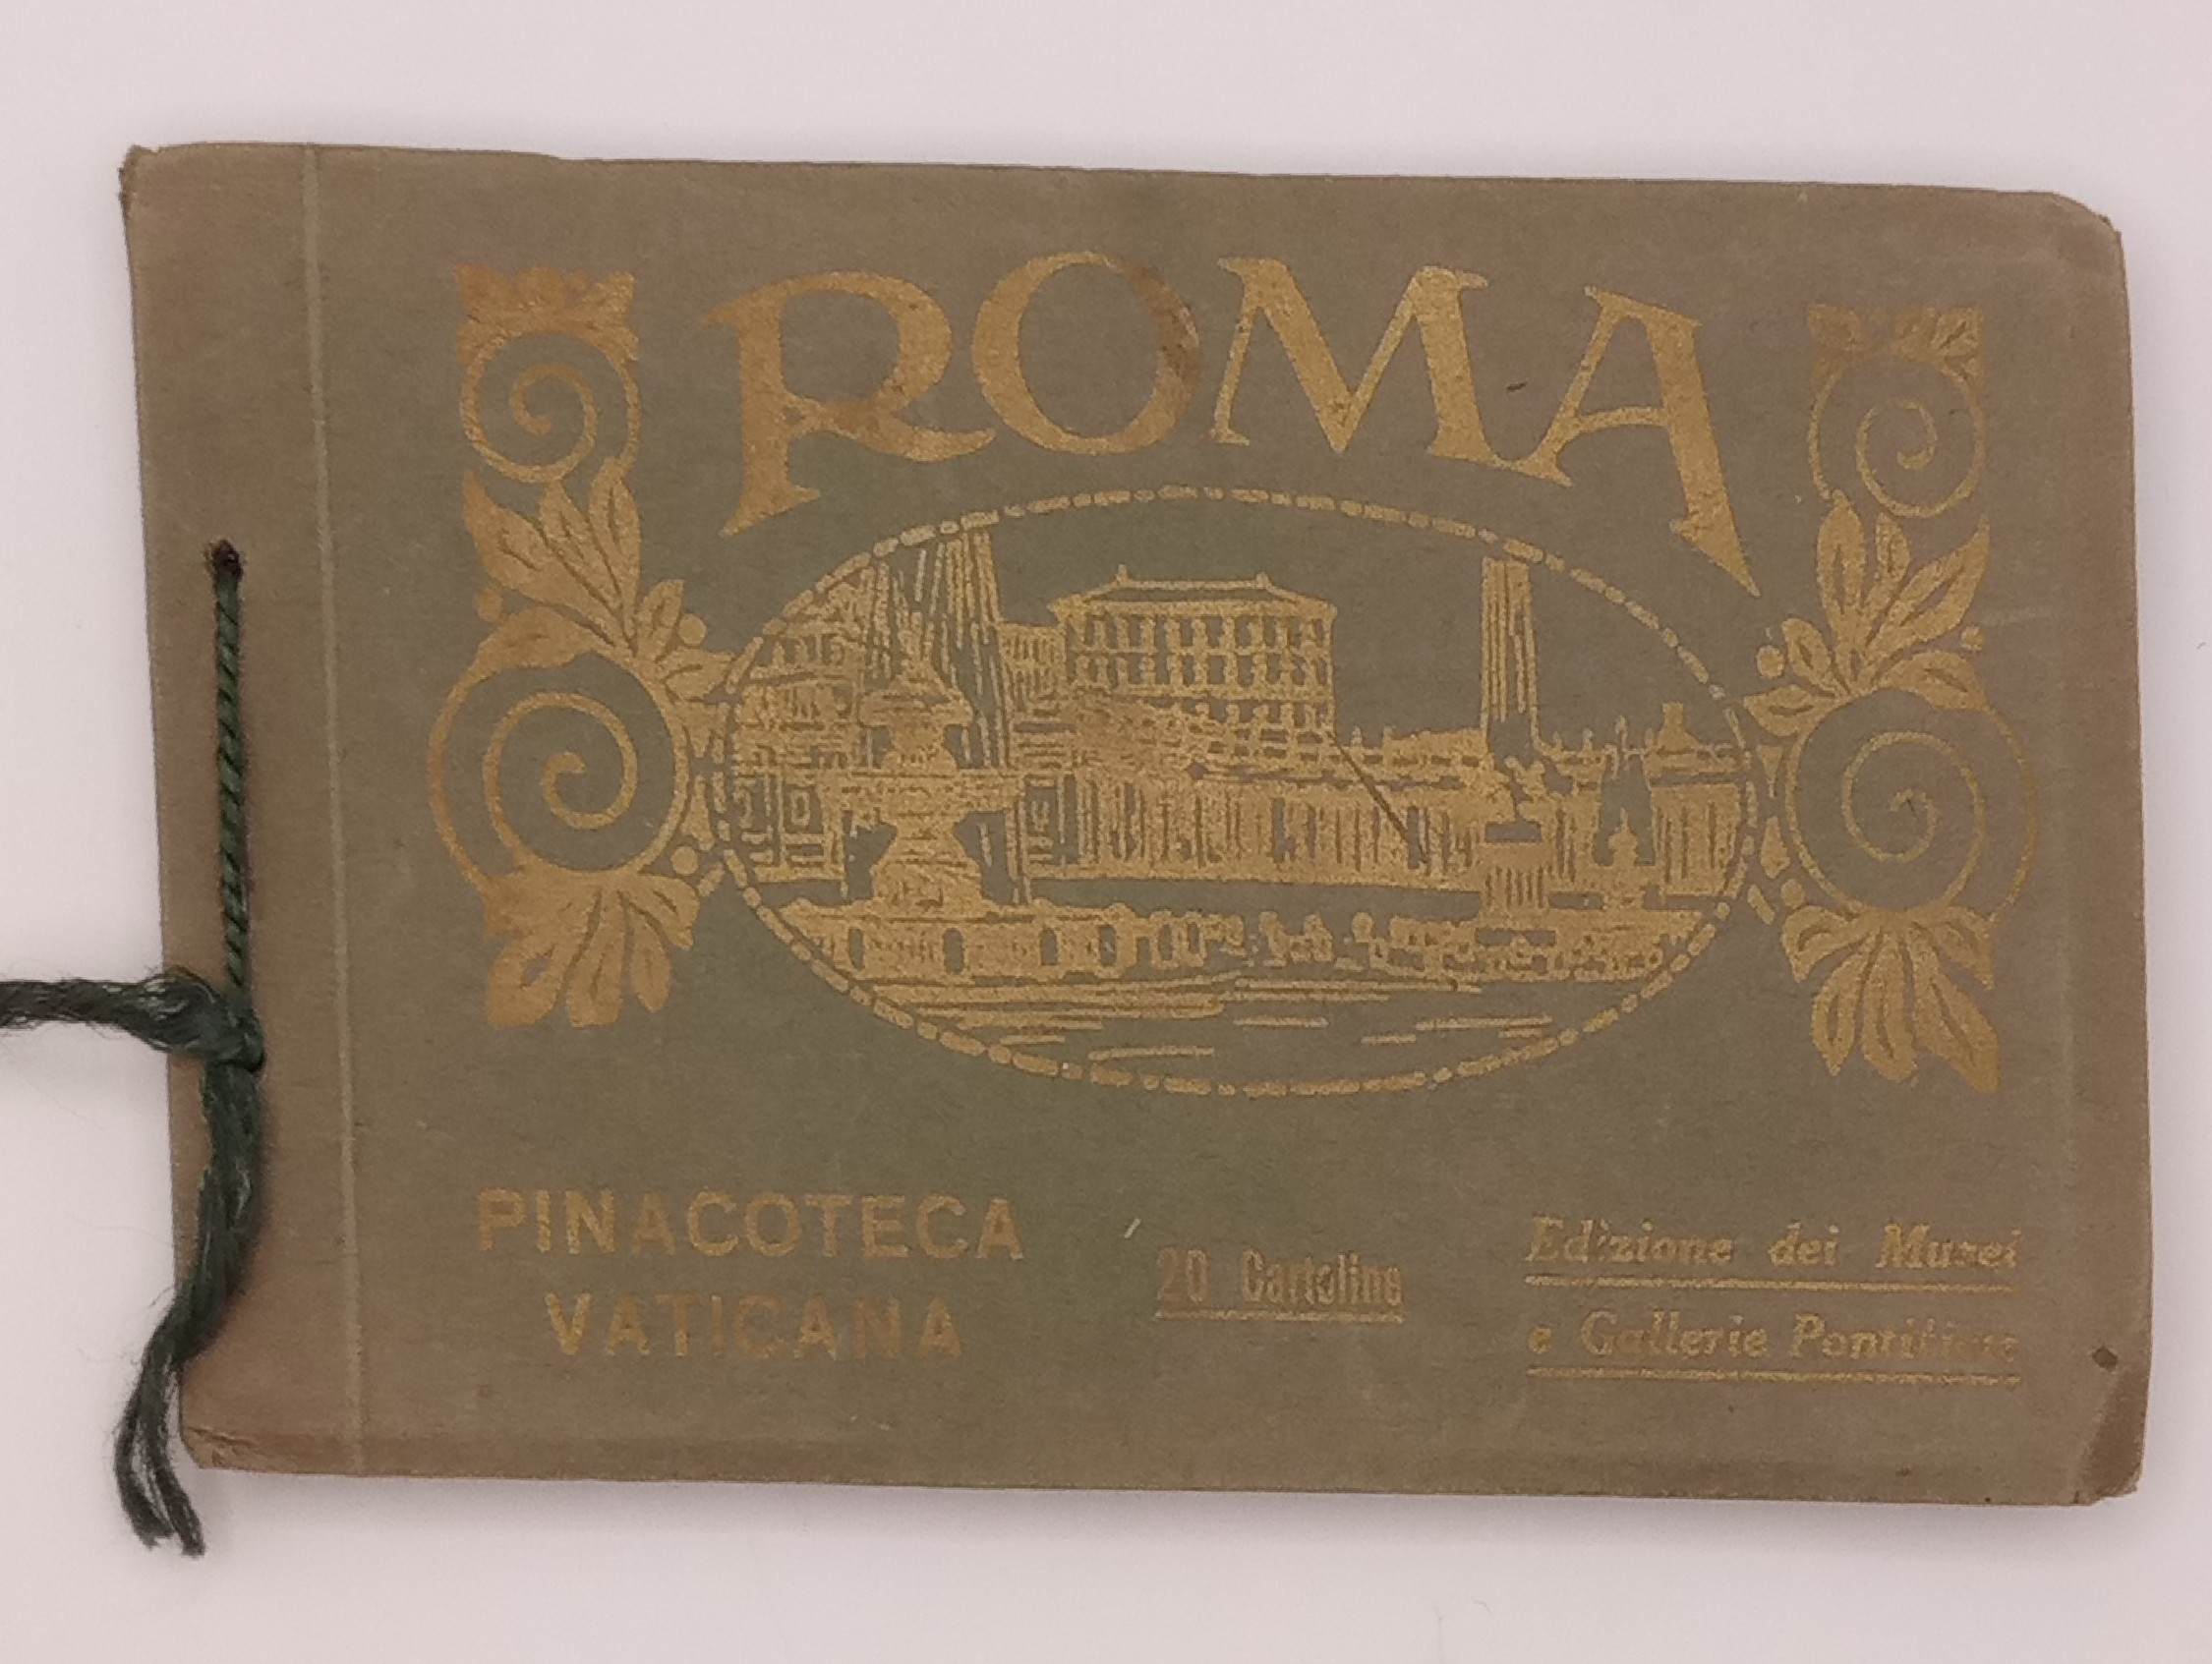 ROMA
PINACOTECA
VATICANA
20 Cartoline
Edizione dei Musei
e Gallerie Pontificie